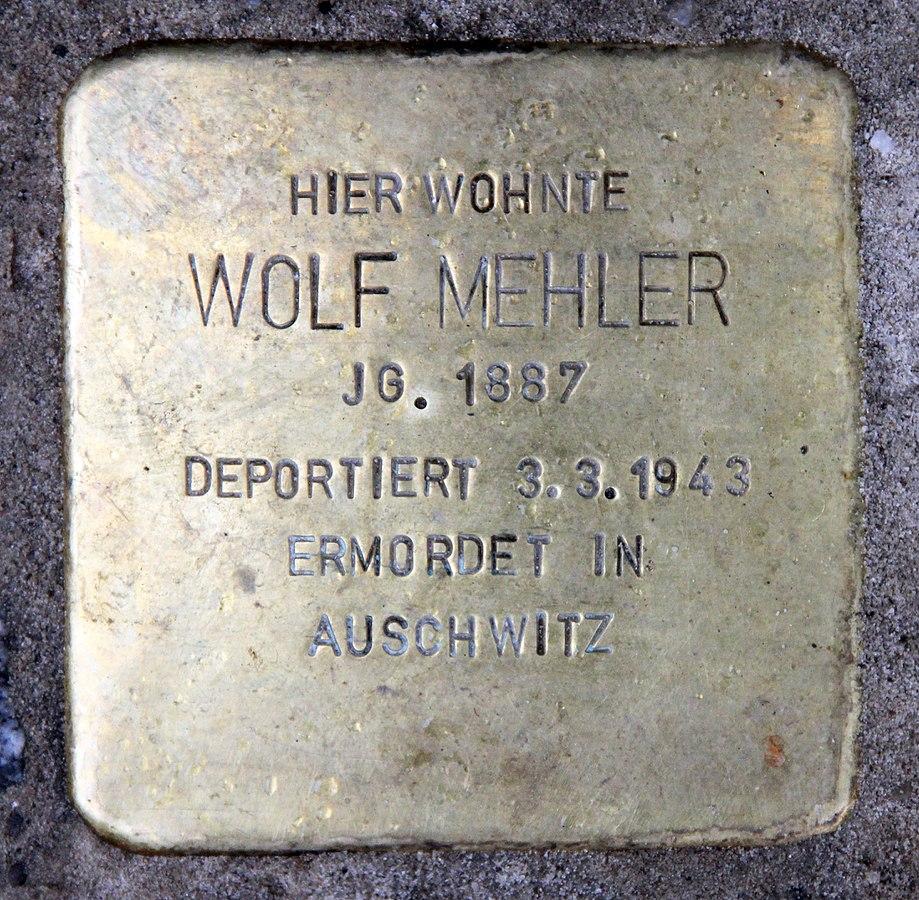 HIER WOHNTE
WOLF MEHLER
JG. 1887
DEPORTIERT 3.3.1943
ERMORDET IN
AUSCHWITZ